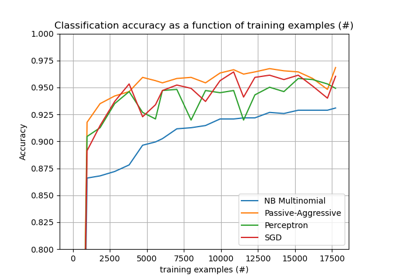 Classification accuracy as a function of training examples (#)
1.000
0.975
0.950
0.925
0.900
0.875
0.850
0.825
0.800
Accuracy
0 2500 5000 7500 10000 12500 15000 17500
training examples (#)
NB Multinomial
Passive-Aggressive
Perceptron
SGD